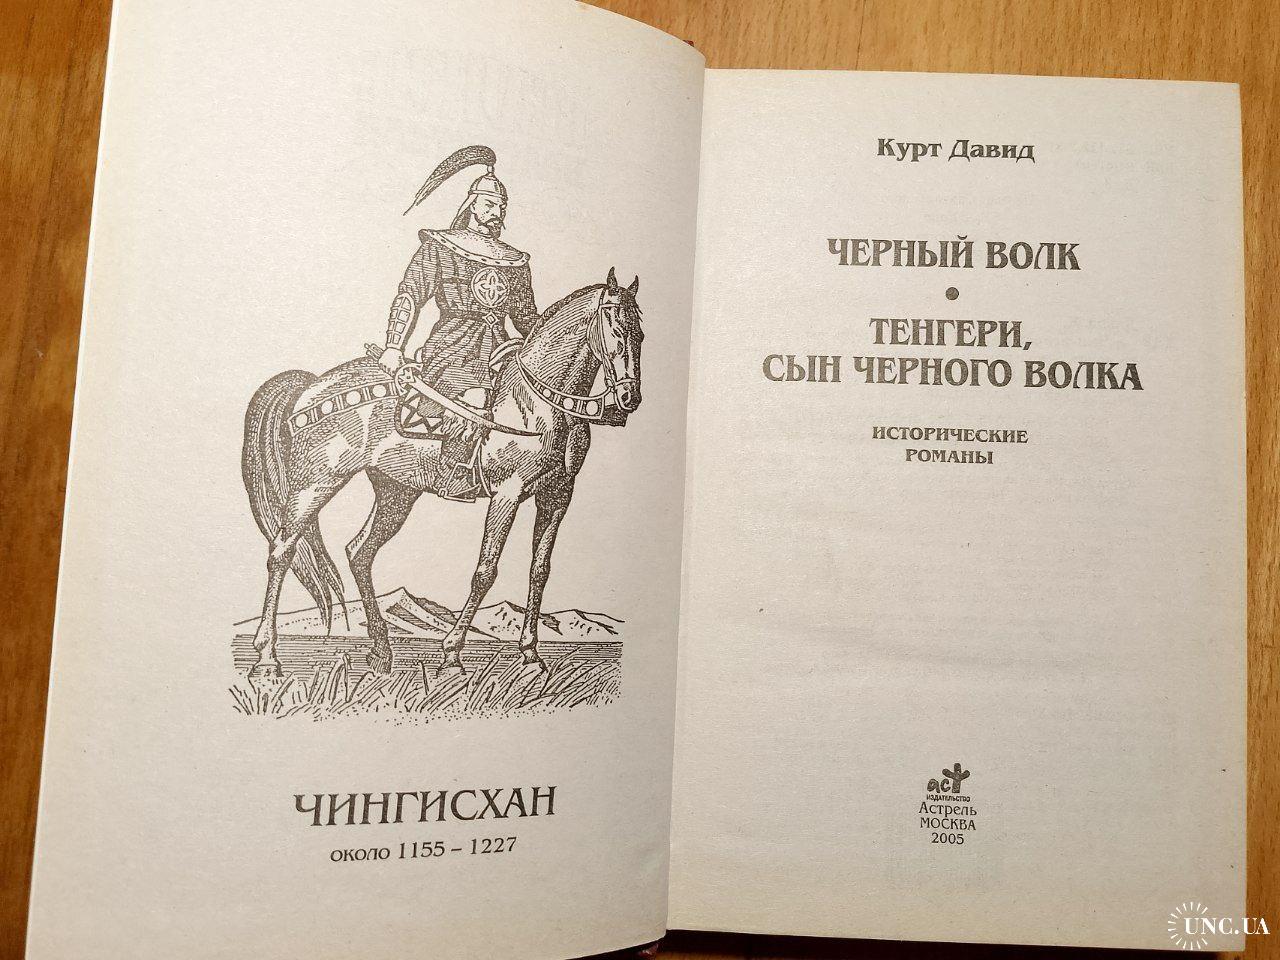 ЧИНГИСХАН
ОКОЛО 1155 – 1227
Курт Давид
ЧЕРНЫЙ ВОЛК
•
ТЕНГЕРИ,
СЫН ЧЕРНОГО ВОЛКА
ИСТОРИЧЕСКИЕ
РОМАНЫ
аст
ИЗДАТЕЛЬСТВО
Астрель
МОСКВА
2005
UNC.UA